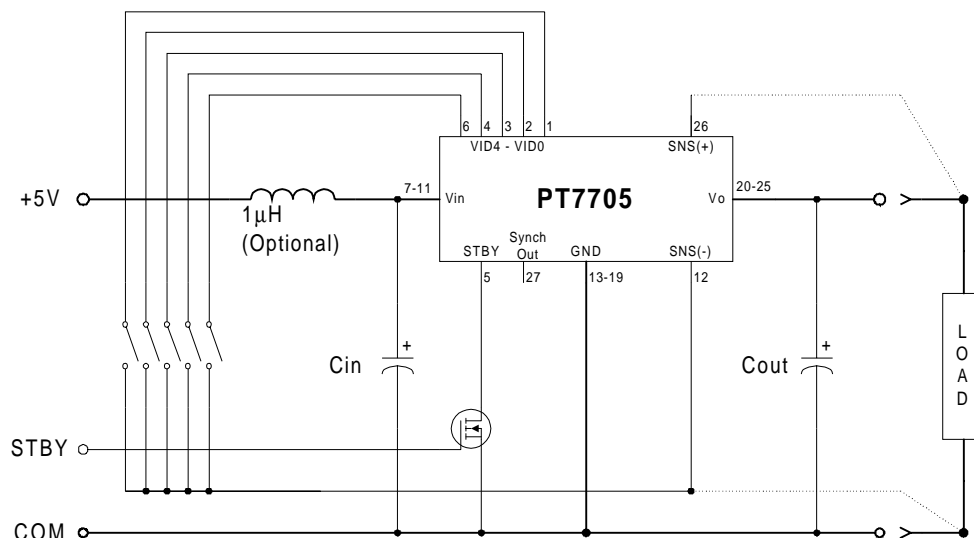 6 4 3 2 1
26
VID4 - VID0
SNS(+)
+5V
7-11
Vin
PT7705
Vo
20-25
1µH
(Optional)
STBY
Synch
Out
GND
SNS(-)
5
27
13-19
12
+
Cin
+
Cout
L
O
A
D
STBY
COM